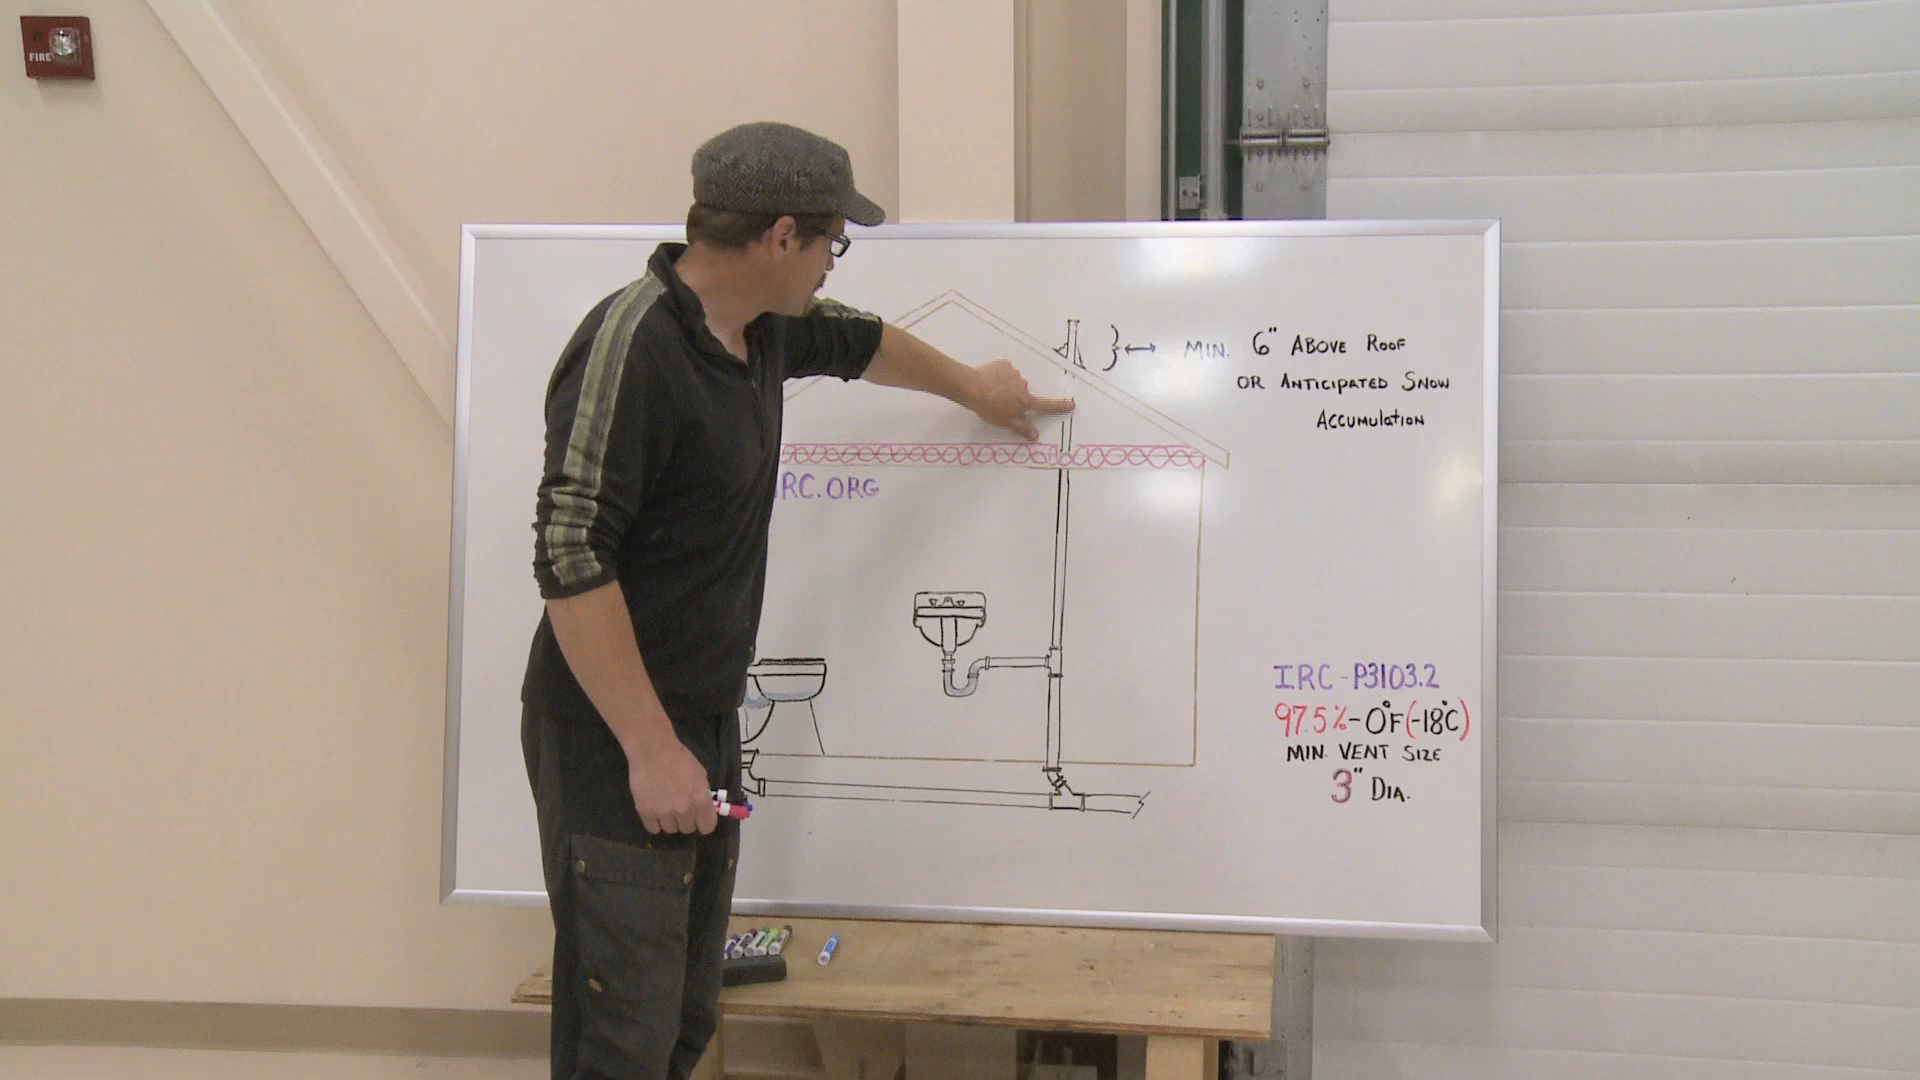 FIRE
MIN. 6" ABOVE ROOF
OR ANTICIPATED SNOW
ACCUMULATION
IRC.ORG
IRC-P3103.2
97.5%-0°F(-18°C)
MIN. VENT SIZE
3" DIA.